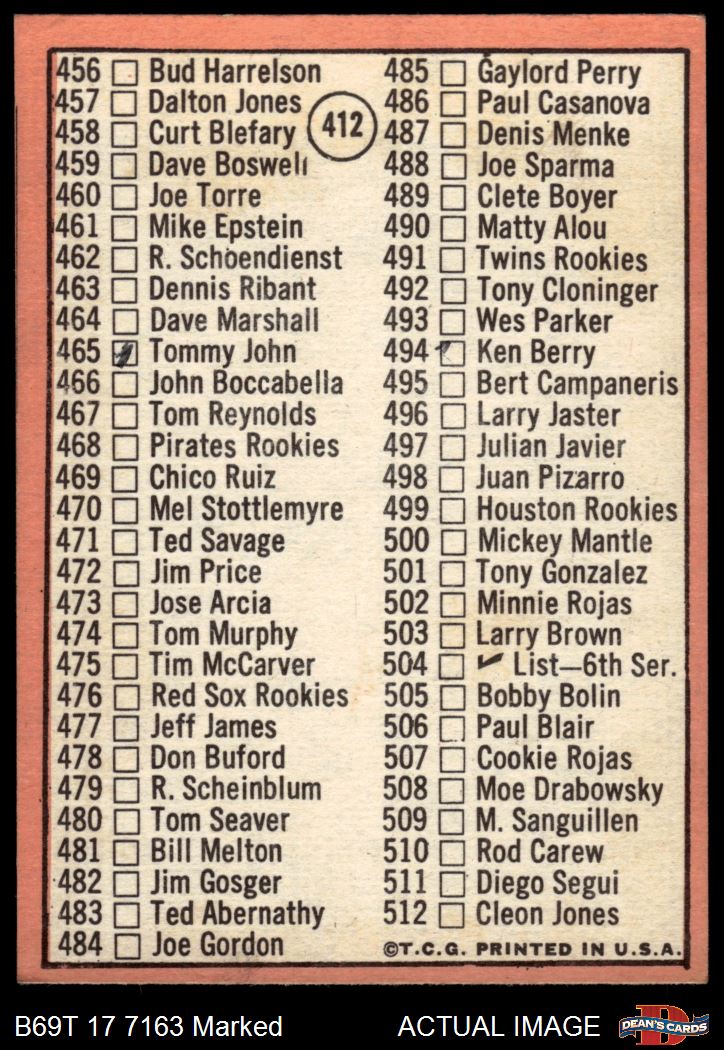 412
456 Bud Harrelson
457 Dalton Jones
458 Curt Blefary
459 Dave Boswell
460 Joe Torre
461 Mike Epstein
462 R. Schoendienst
463 Dennis Ribant
464 Dave Marshall
465 Tommy John
466 John Boccabella
467 Tom Reynolds
468 Pirates Rookies
469 Chico Ruiz
470 Mel Stottlemyre
471 Ted Savage
472 Jim Price
473 Jose Arcia
474 Tom Murphy
475 Tim McCarver
476 Red Sox Rookies
477 Jeff James
478 Don Buford
479 R. Scheinblum
480 Tom Seaver
481 Bill Melton
482 Jim Gosger
483 Ted Abernathy
484 Joe Gordon
485 Gaylord Perry
486 Paul Casanova
487 Denis Menke
488 Joe Sparma
489 Clete Boyer
490 Matty Alou
491 Twins Rookies
492 Tony Cloninger
493 Wes Parker
494 Ken Berry
495 Bert Campaneris
496 Larry Jaster
497 Julian Javier
498 Juan Pizarro
499 Houston Rookies
500 Mickey Mantle
501 Tony Gonzalez
502 Minnie Rojas
503 Larry Brown
504 ✓ List—6th Ser.
505 Bobby Bolin
506 Paul Blair
507 Cookie Rojas
508 Moe Drabowsky
509 M. Sanguillen
510 Rod Carew
511 Diego Segui
512 Cleon Jones
©T.C.G. PRINTED IN U.S.A.
B69T 17 7163 Marked
ACTUAL IMAGE
D
DEAN'S CARDS